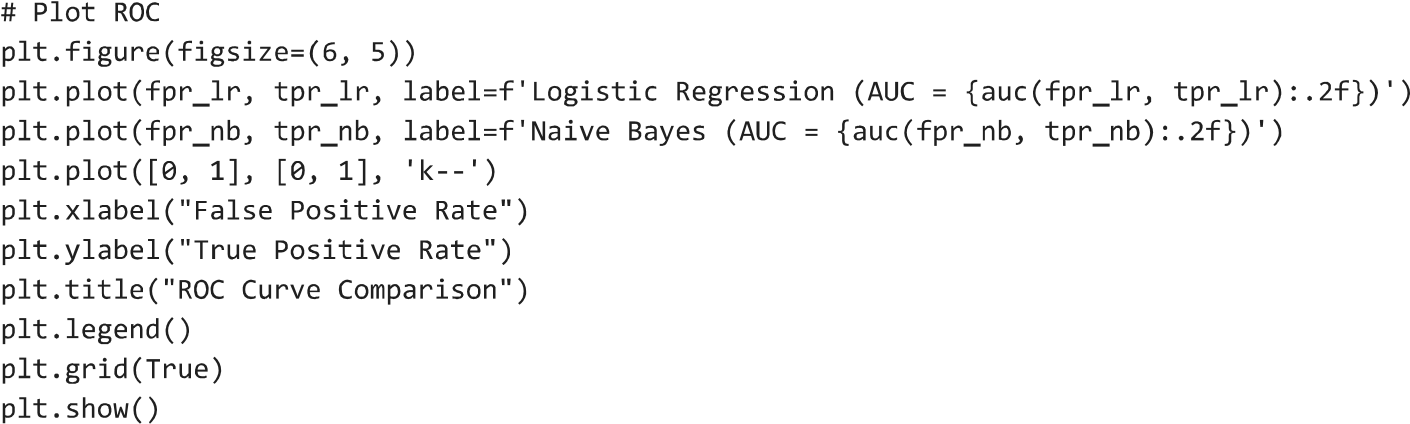 # Plot ROC
plt.figure(figsize=(6, 5))
plt.plot(fpr_lr, tpr_lr, label=f'Logistic Regression (AUC = {auc(fpr_lr, tpr_lr):.2f})')
plt.plot(fpr_nb, tpr_nb, label=f'Naive Bayes (AUC = {auc(fpr_nb, tpr_nb):.2f})')
plt.plot([0, 1], [0, 1], 'k--')
plt.xlabel("False Positive Rate")
plt.ylabel("True Positive Rate")
plt.title("ROC Curve Comparison")
plt.legend()
plt.grid(True)
plt.show()